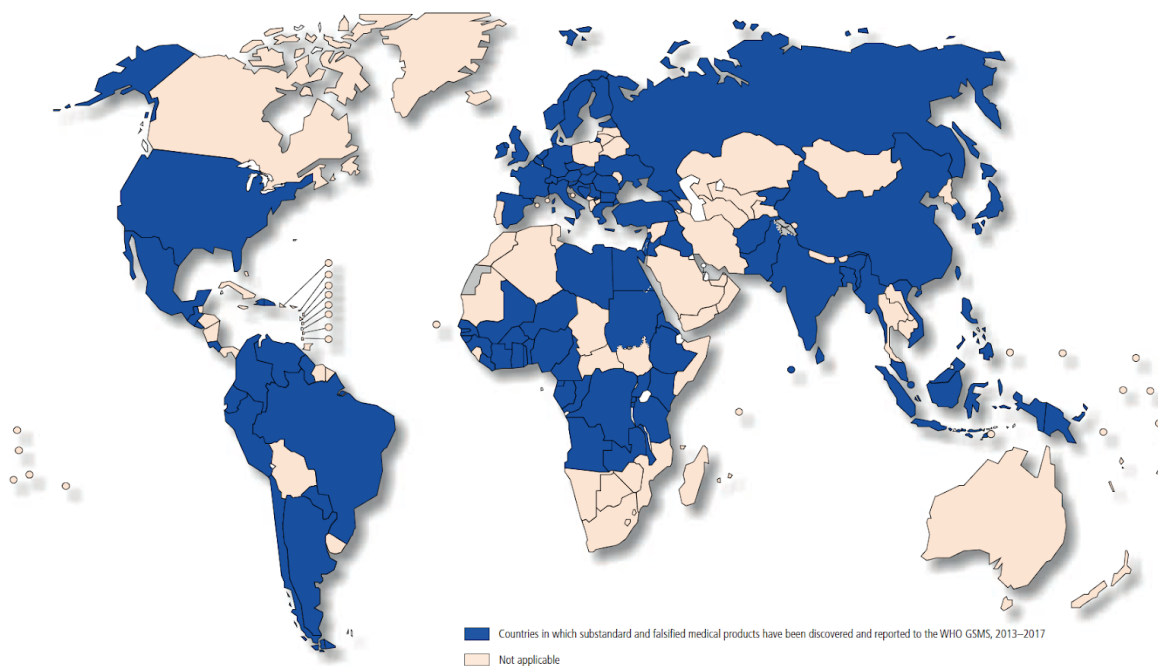 Countries in which substandard and falsified medical products have been discovered and reported to the WHO GSMS, 2013–2017
Not applicable